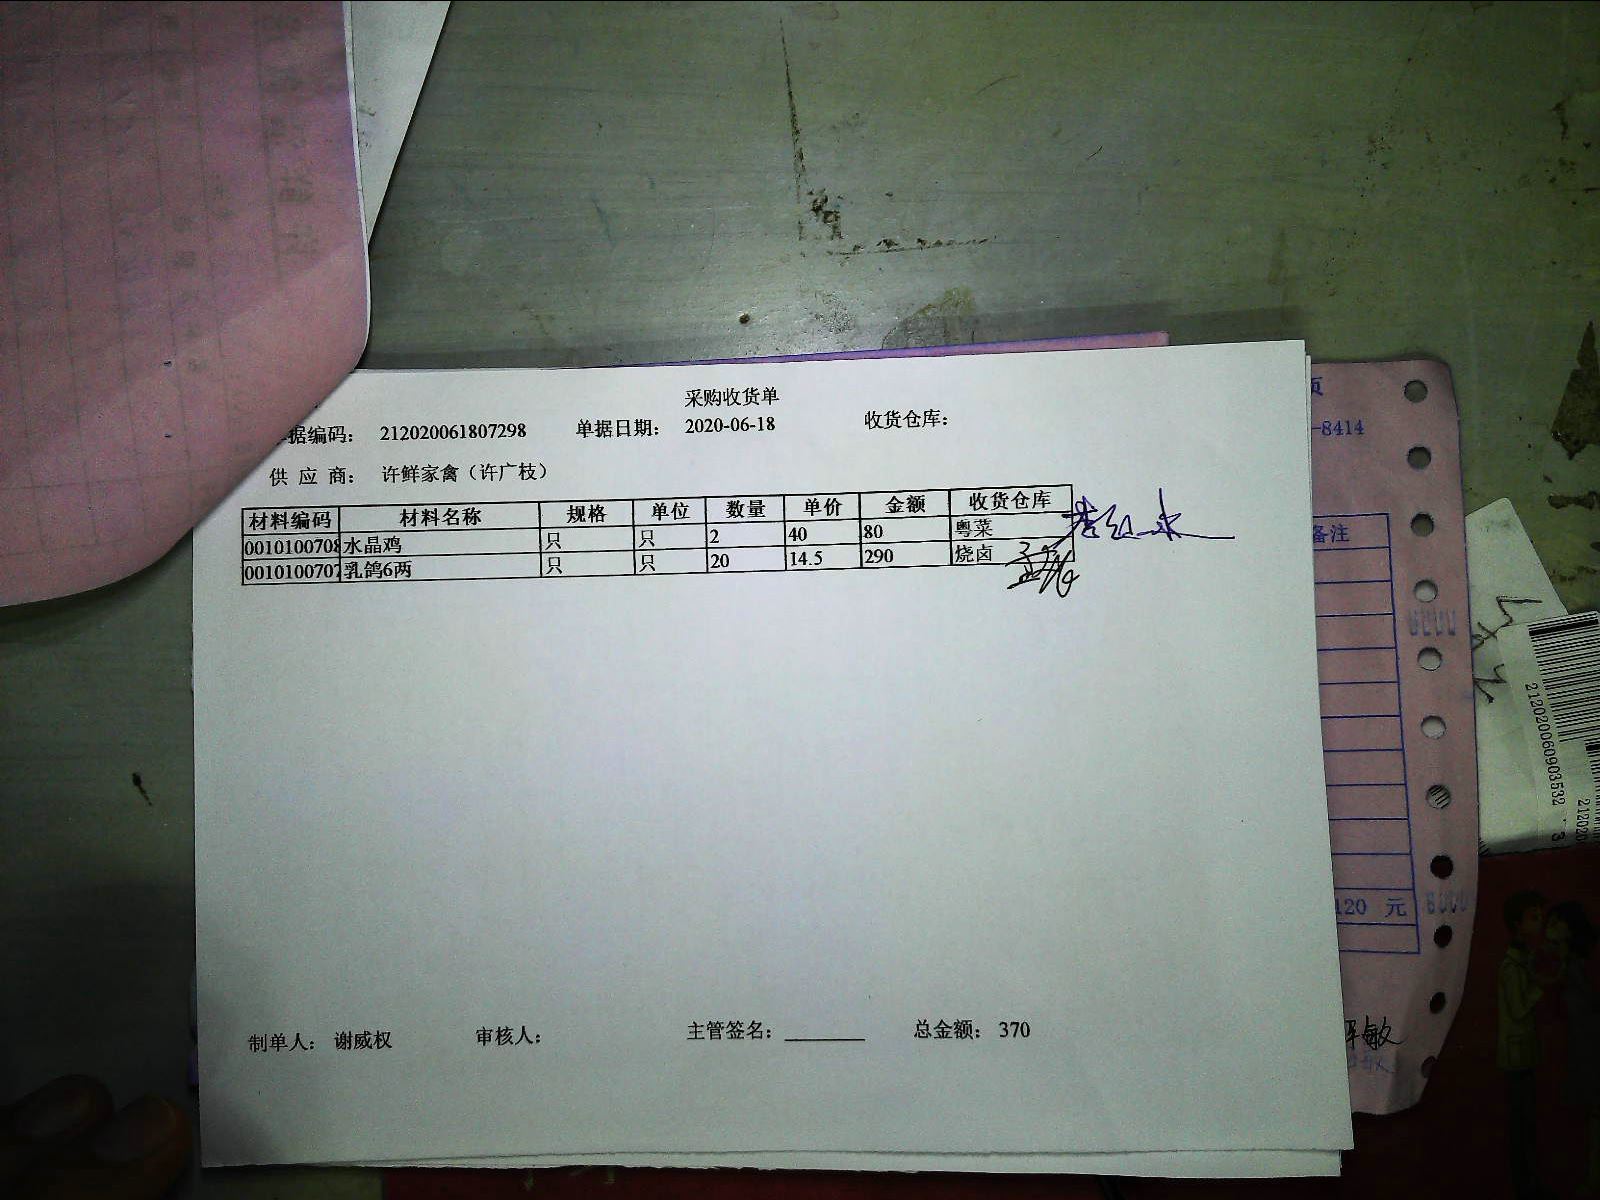 采购收货单
据编码： 212020061807298 单据日期： 2020-06-18 收货仓库：
供 应 商： 许鲜家禽（许广枝）
材料编码 材料名称 规格 单位 数量 单价 金额 收货仓库
0010100708 水晶鸡 只 只 2 40 80 粤菜
0010100707 乳鸽6两 只 只 20 14.5 290 烧卤
制单人： 谢威权 审核人： 主管签名： ________ 总金额： 370
页
-8414
备注
120 元
敏
212020060903532
21202